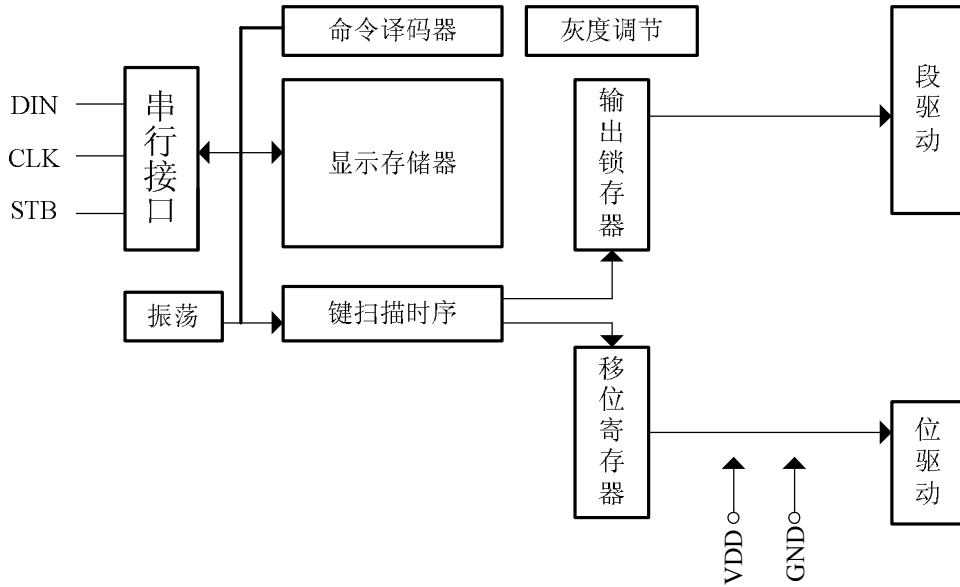 命令译码器
灰度调节
DIN
CLK
STB
串行接口
显示存储器
输出锁存器
段驱动
振荡
键扫描时序
移位寄存器
位驱动
VDD
GND